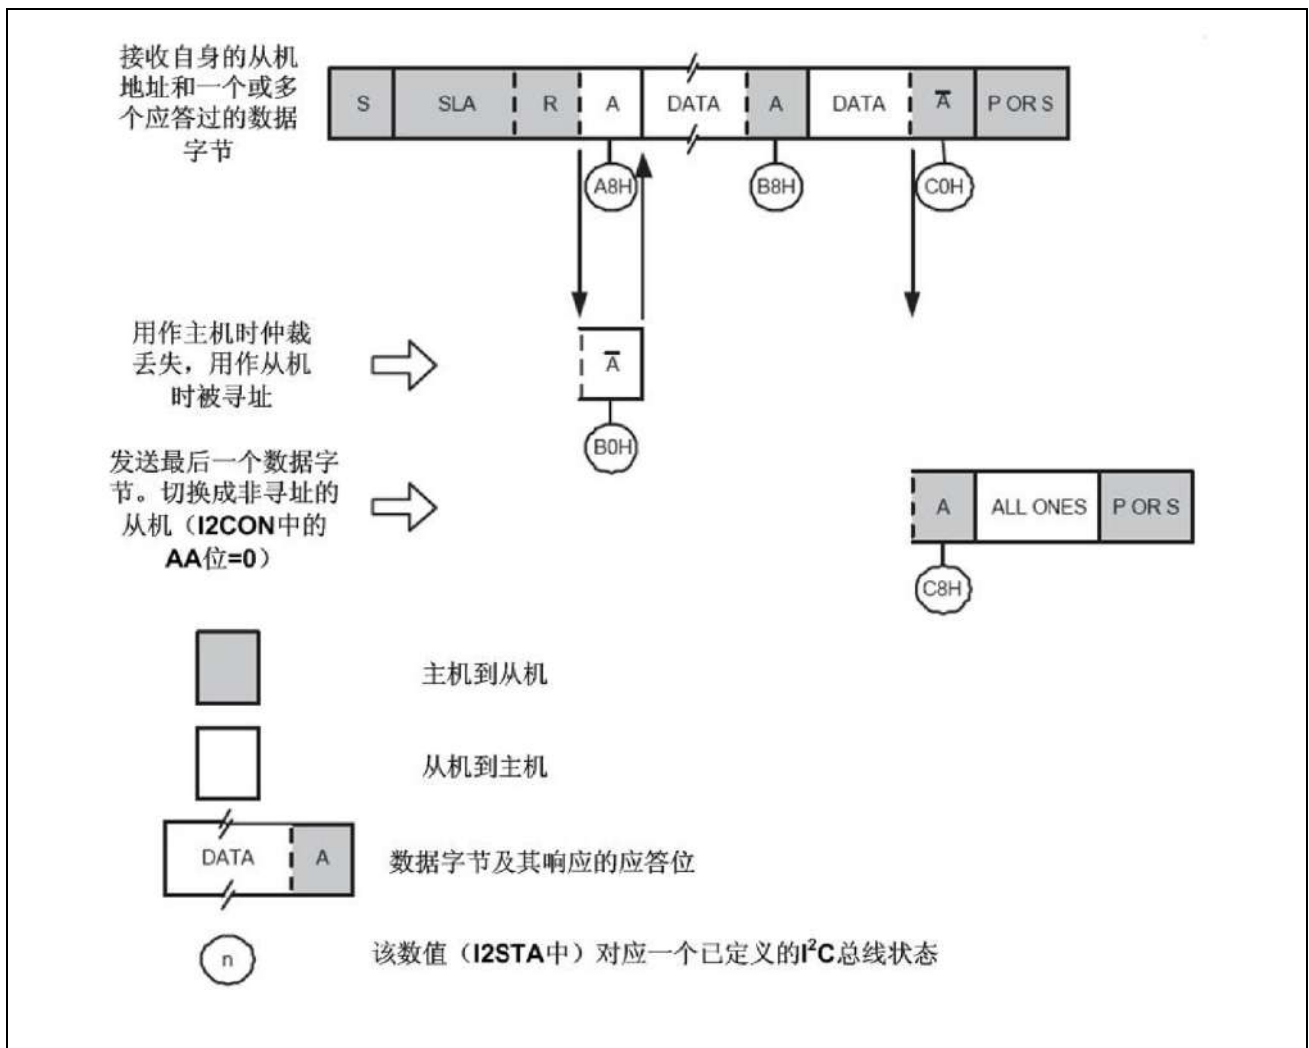 接收自身的从机
地址和一个或多
个应答过的数据
字节
S SLA R A DATA A DATA A̅ P OR S
A8H B8H C0H
用作主机时仲裁
丢失，用作从机
时被寻址
A̅
B0H
发送最后一个数据字
节。切换成非寻址的
从机（I2CON中的
AA位=0）
A ALL ONES P OR S
C8H
主机到从机
从机到主机
DATA A 数据字节及其响应的应答位
n 该数值（I2STA中）对应一个已定义的I²C总线状态